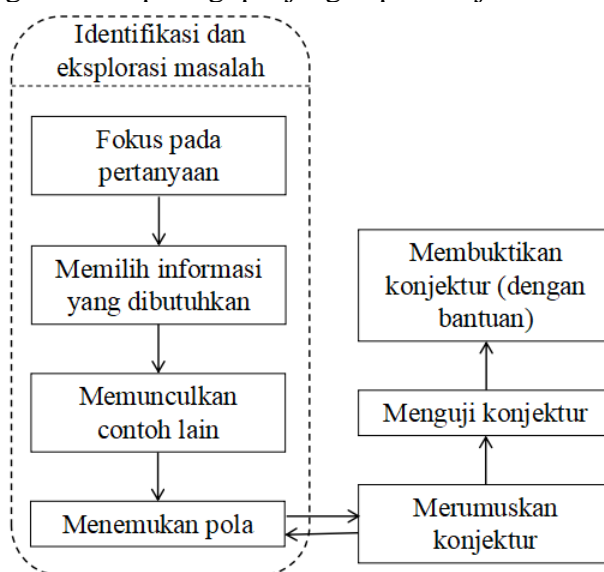 Identifikasi dan
eksplorasi masalah
Fokus pada
pertanyaan
Memilih informasi
yang dibutuhkan
Memunculkan
contoh lain
Menemukan pola
Membuktikan
konjektur (dengan
bantuan)
Menguji konjektur
Merumuskan
konjektur